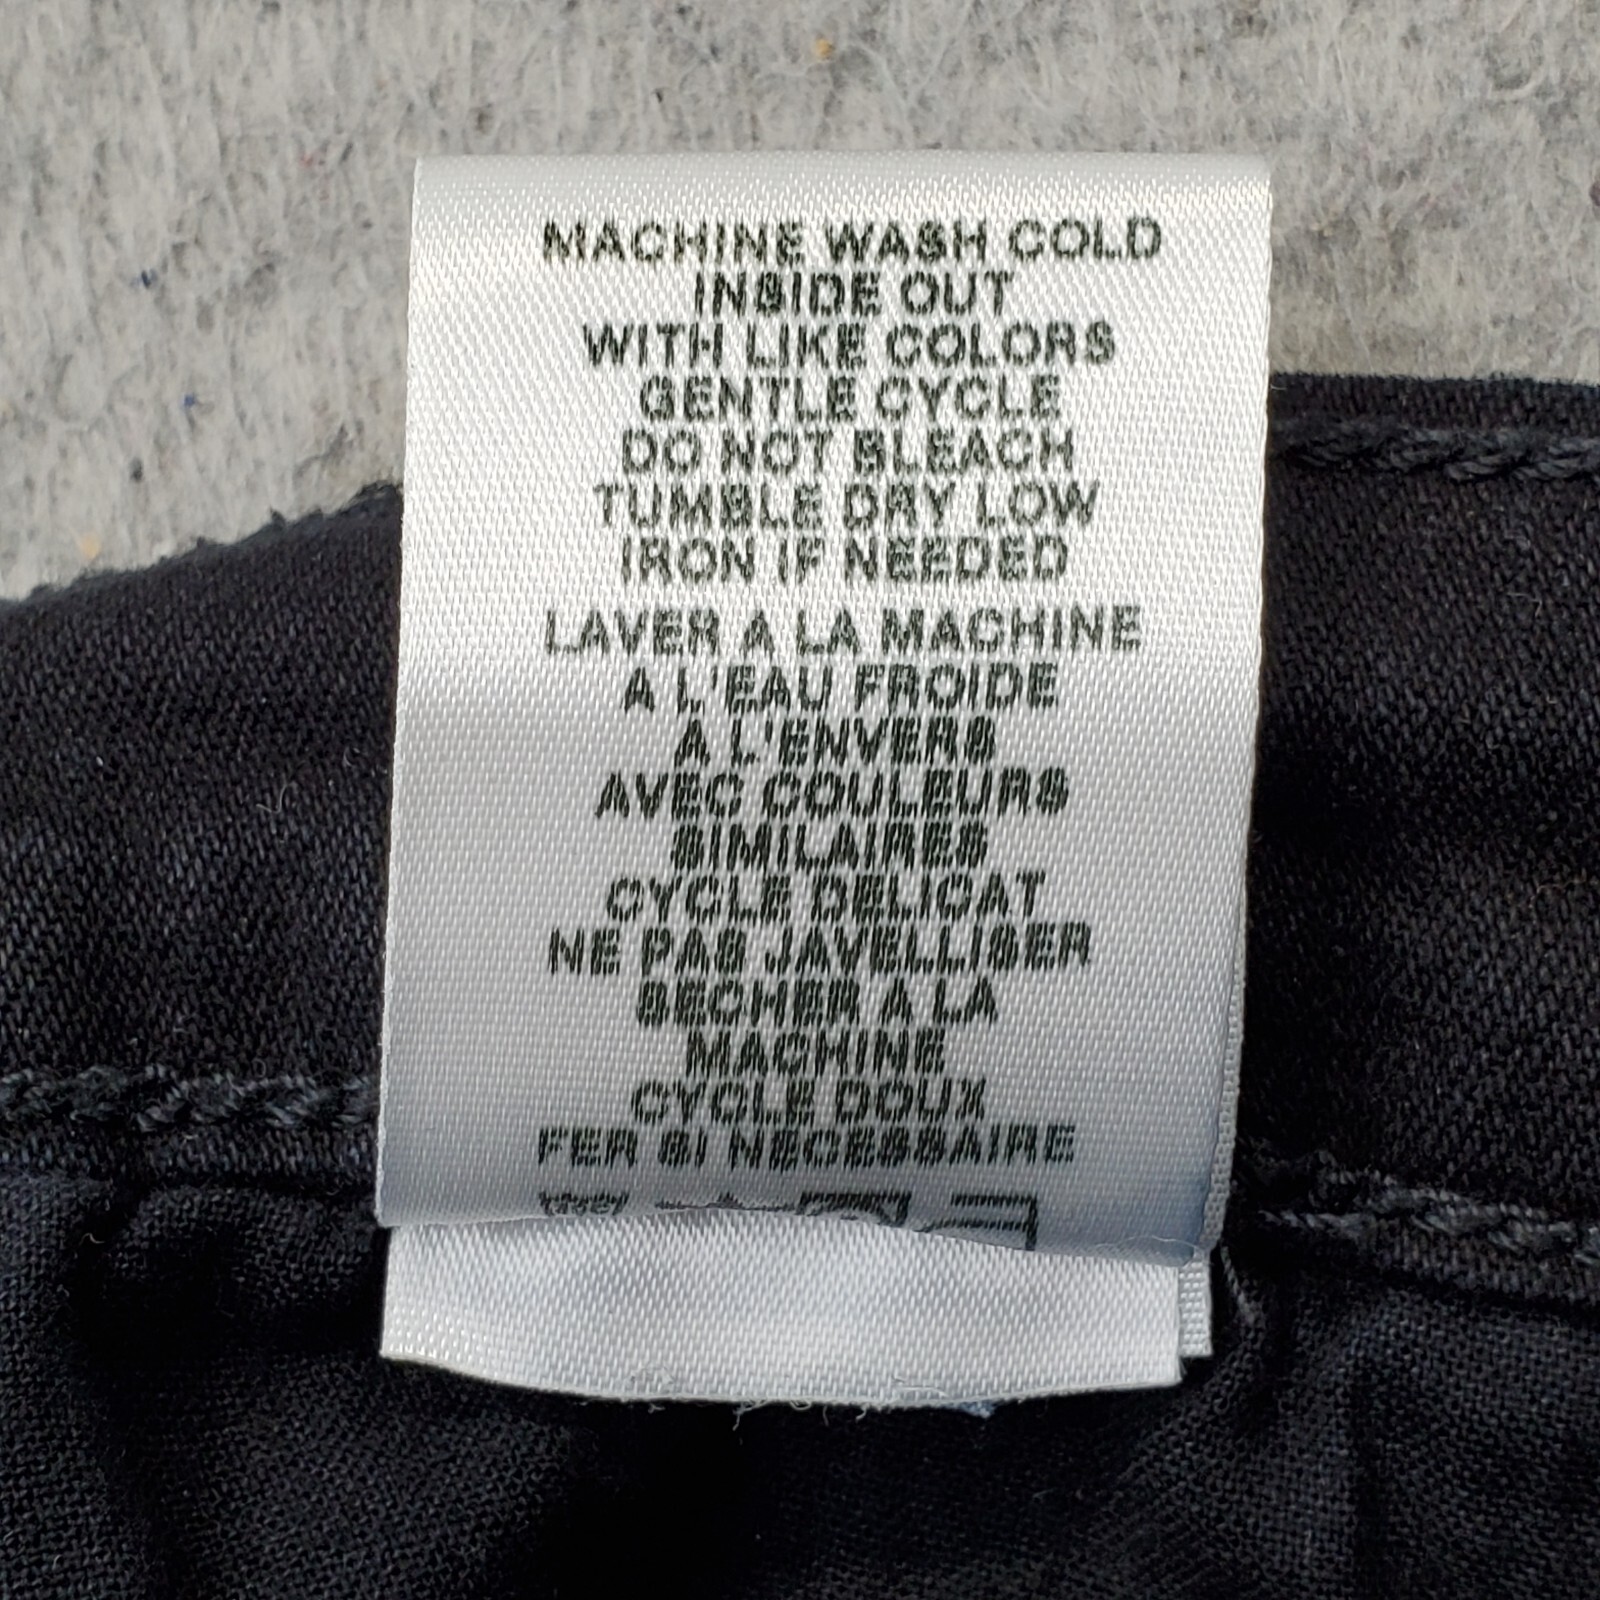 MACHINE WASH COLD
INSIDE OUT
WITH LIKE COLORS
GENTLE CYCLE
DO NOT BLEACH
TUMBLE DRY LOW
IRON IF NEEDED
LAVER A LA MACHINE
A L'EAU FROIDE
A L'ENVERS
AVEC COULEURS
SIMILAIRES
CYCLE DELICAT
NE PAS JAVELLISER
SECHER A LA
MACHINE
CYCLE DOUX
FER SI NECESSAIRE